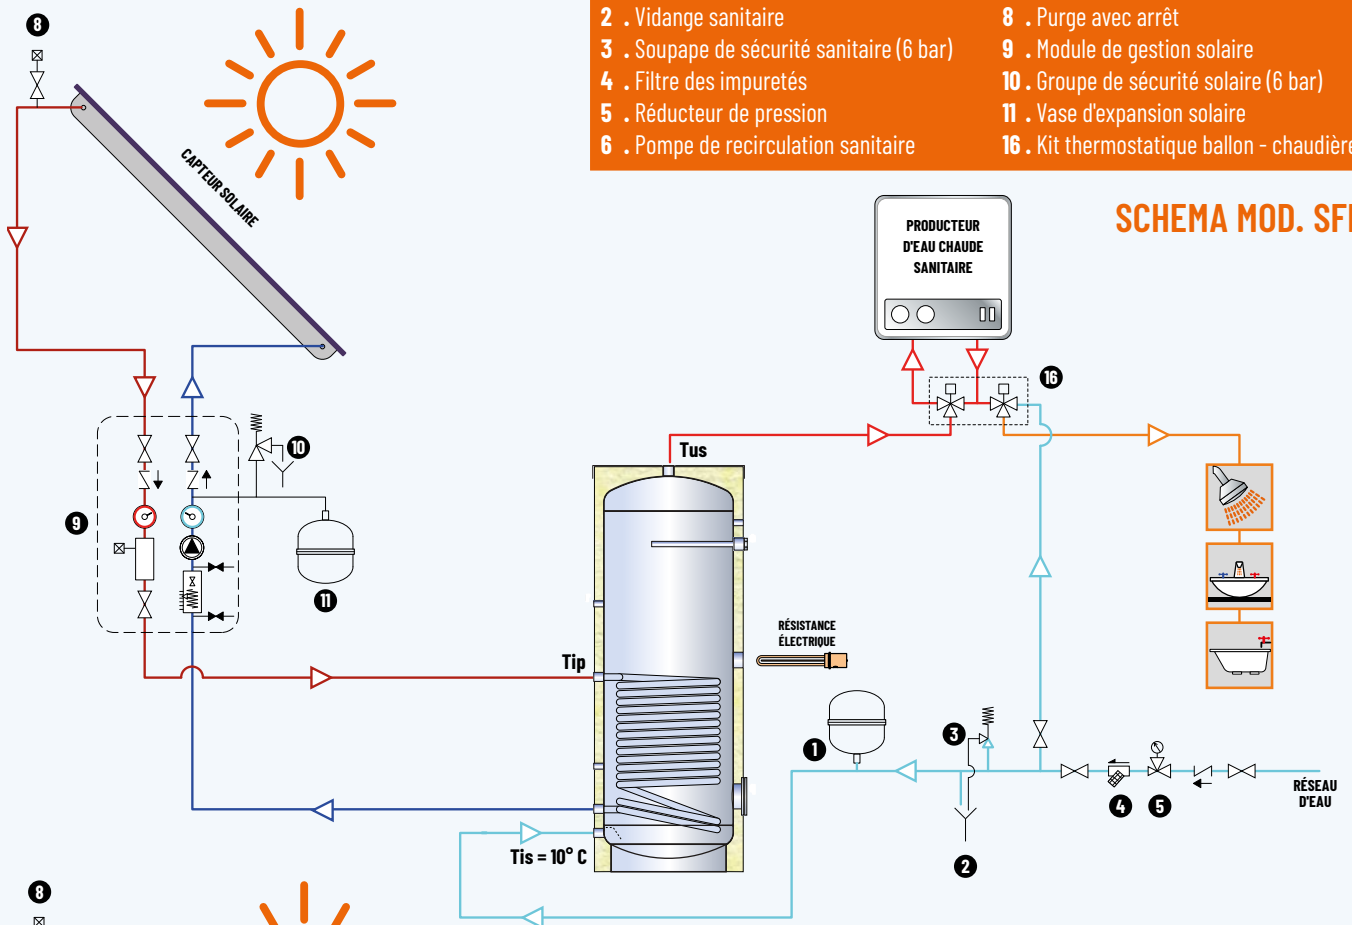 2 . Vidange sanitaire
3 . Soupape de sécurité sanitaire (6 bar)
4 . Filtre des impuretés
5 . Réducteur de pression
6 . Pompe de recirculation sanitaire
8 . Purge avec arrêt
9 . Module de gestion solaire
10 . Groupe de sécurité solaire (6 bar)
11 . Vase d'expansion solaire
16 . Kit thermostatique ballon - chaudière
SCHEMA MOD.
8
CAPTEUR SOLAIRE
PRODUCTEUR
D'EAU CHAUDE
SANITAIRE
16
Tus
10
9
11
RÉSISTANCE
ÉLECTRIQUE
Tip
1
3
4
5
RÉSEAU
D'EAU
Tis = 10° C
2
8